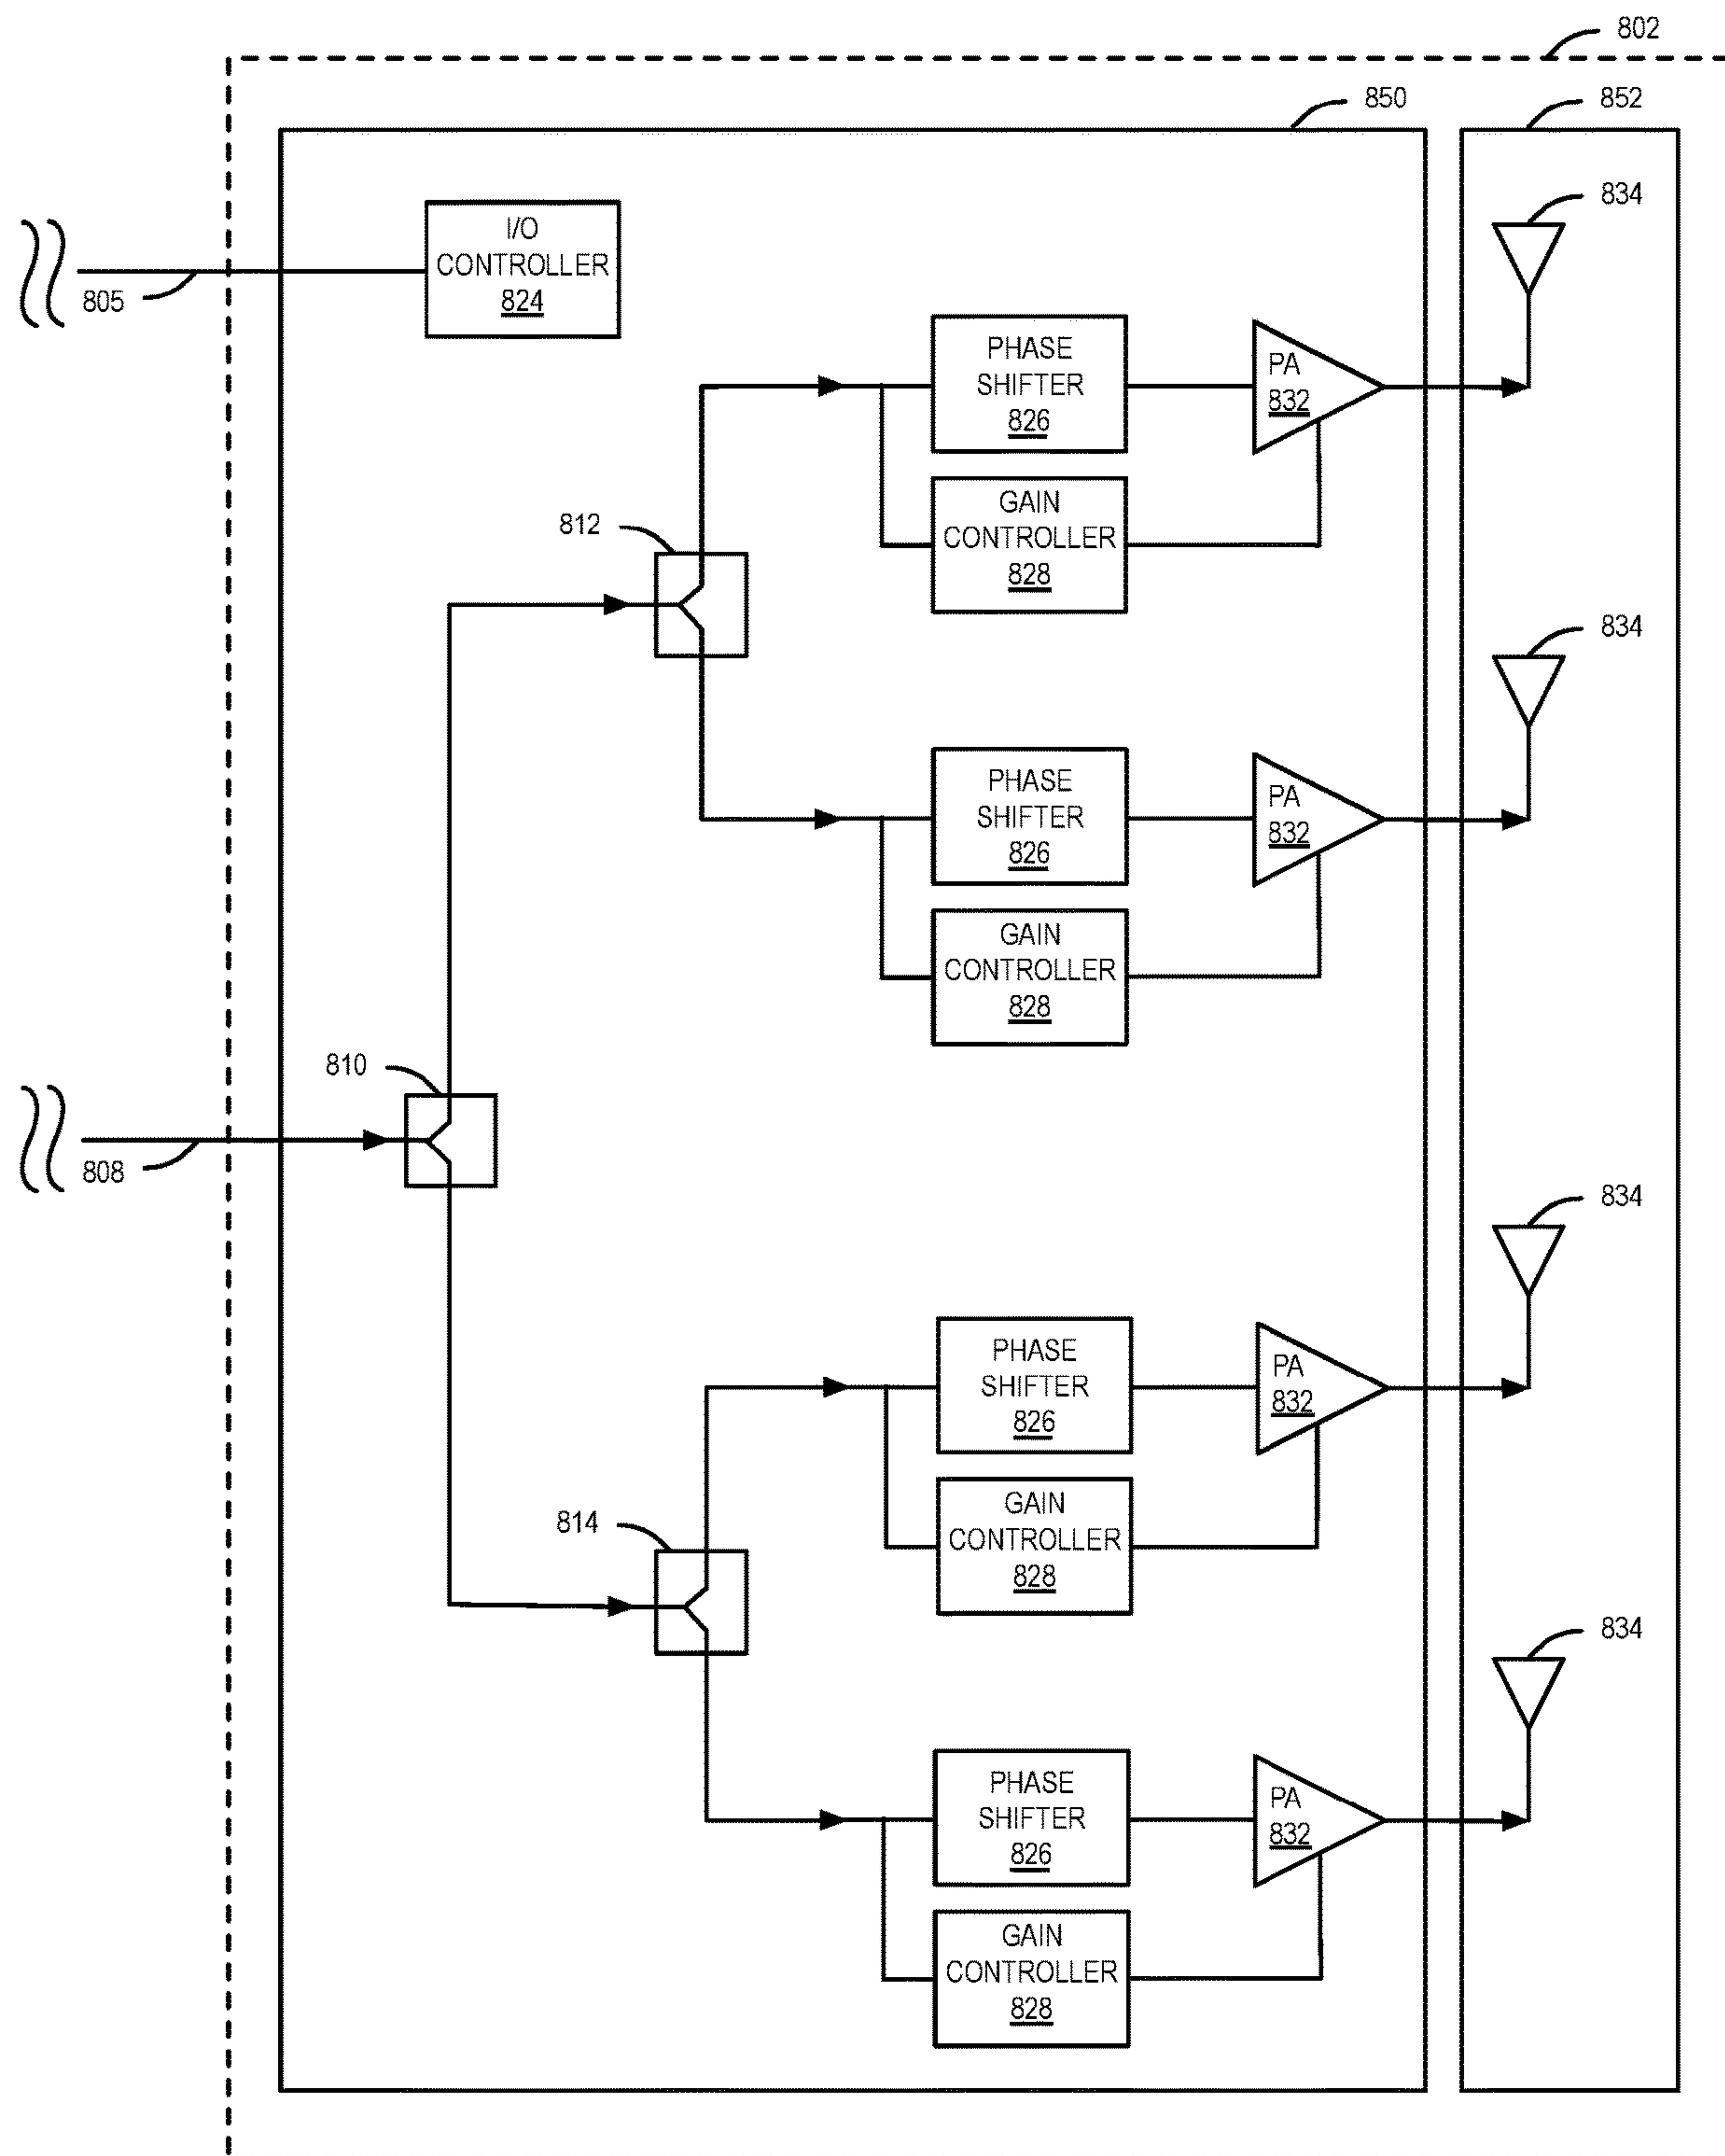 802
850
852
834
I/O
CONTROLLER
824
805
PHASE
SHIFTER
826
PA
832
GAIN
CONTROLLER
828
812
834
PHASE
SHIFTER
826
PA
832
GAIN
CONTROLLER
828
810
808
834
PHASE
SHIFTER
826
PA
832
GAIN
CONTROLLER
828
814
834
PHASE
SHIFTER
826
PA
832
GAIN
CONTROLLER
828